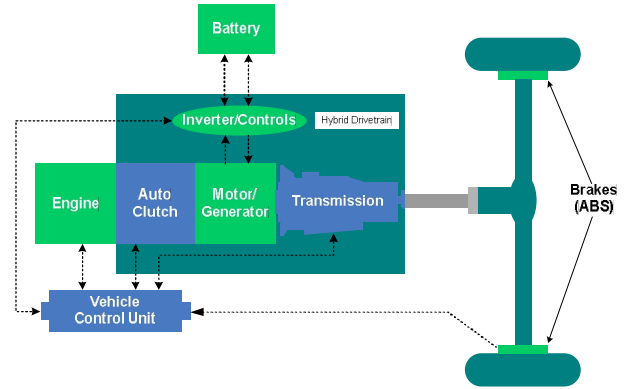 Battery
Inverter/Controls
Hybrid Drivetrain
Engine
Auto
Clutch
Motor/
Generator
Transmission
Brakes
(ABS)
Vehicle
Control Unit